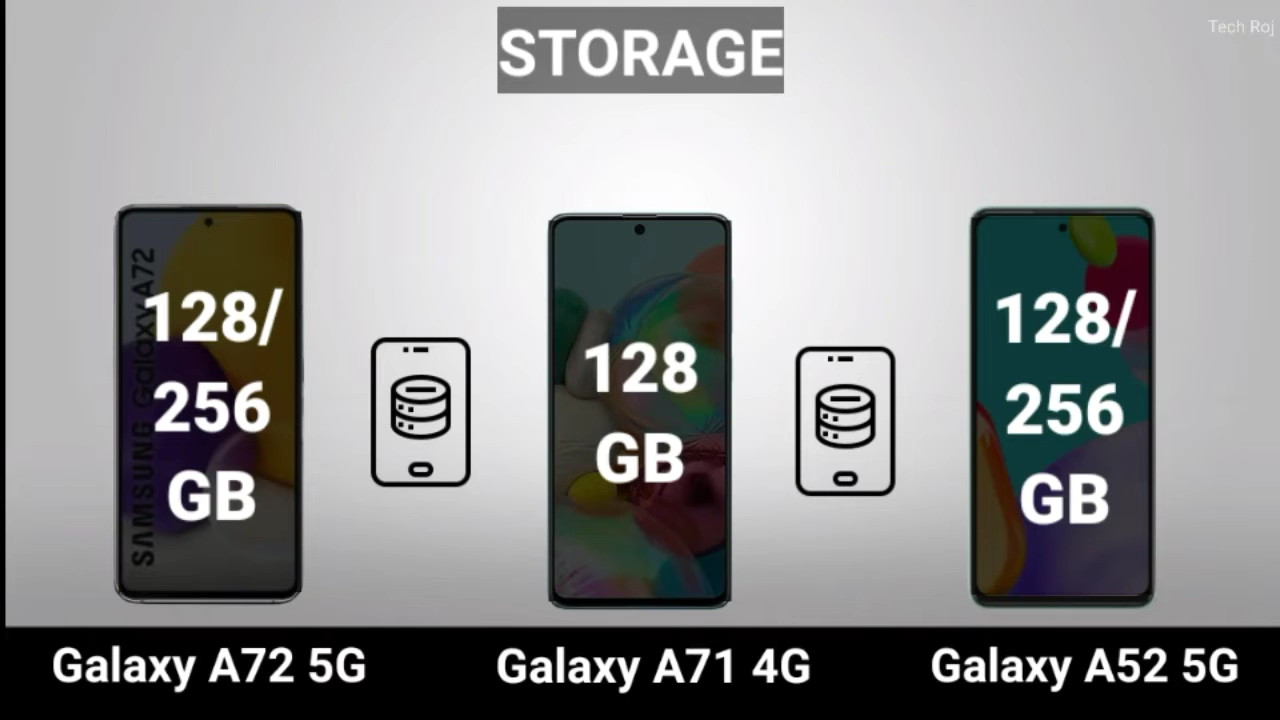 STORAGE
Tech Roj
SAMSUNG Galaxy A72
128/
256
GB
128
GB
128/
256
GB
Galaxy A72 5G
Galaxy A71 4G
Galaxy A52 5G